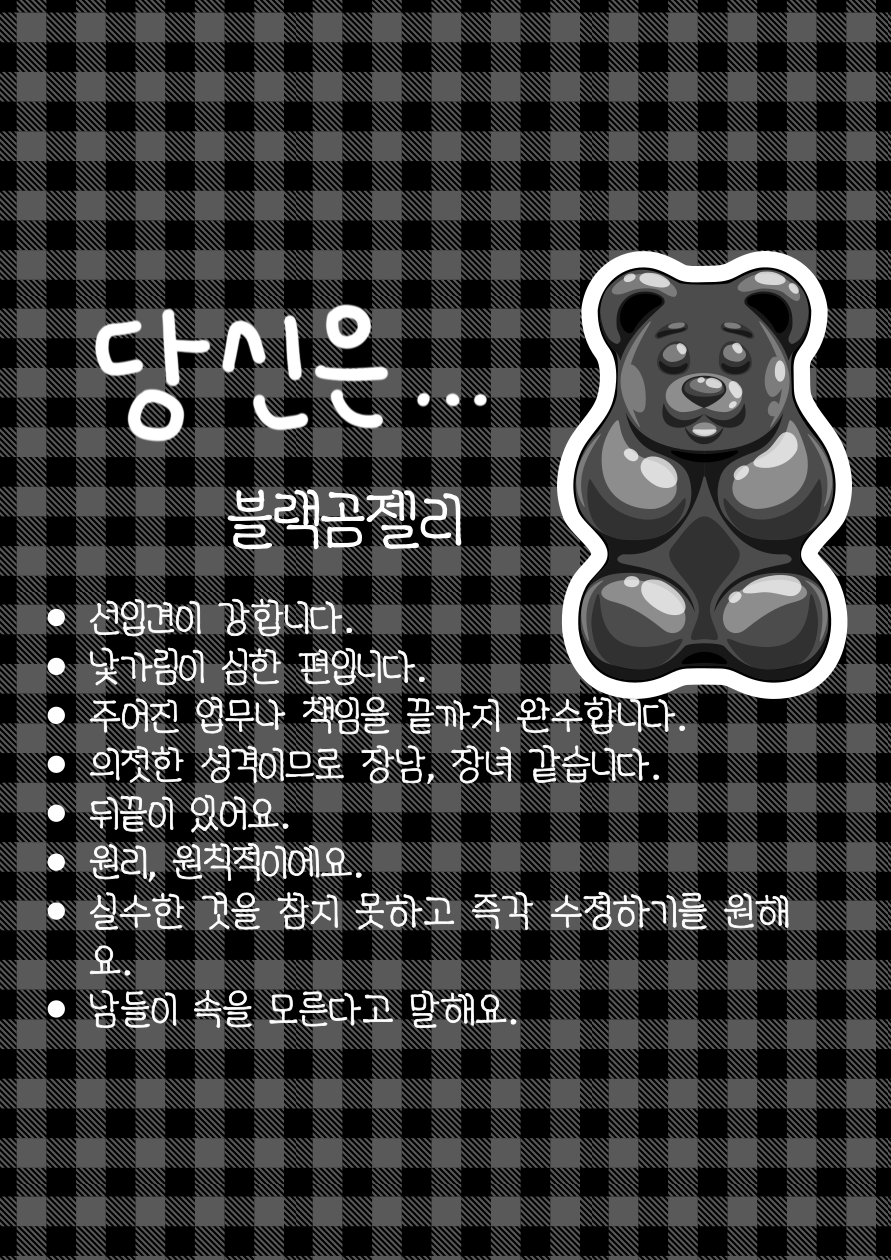 당신은...
블랙곰젤리
● 선입견이 강합니다.
● 낯가림이 심한 편입니다.
● 주어진 업무나 책임을 끝까지 완수합니다.
● 의젓한 성격이므로 장남, 장녀 같습니다.
● 뒤끝이 있어요.
● 원리, 원칙적이에요.
● 실수한 것을 참지 못하고 즉각 수정하기를 원해
요.
● 남들이 속을 모른다고 말해요.